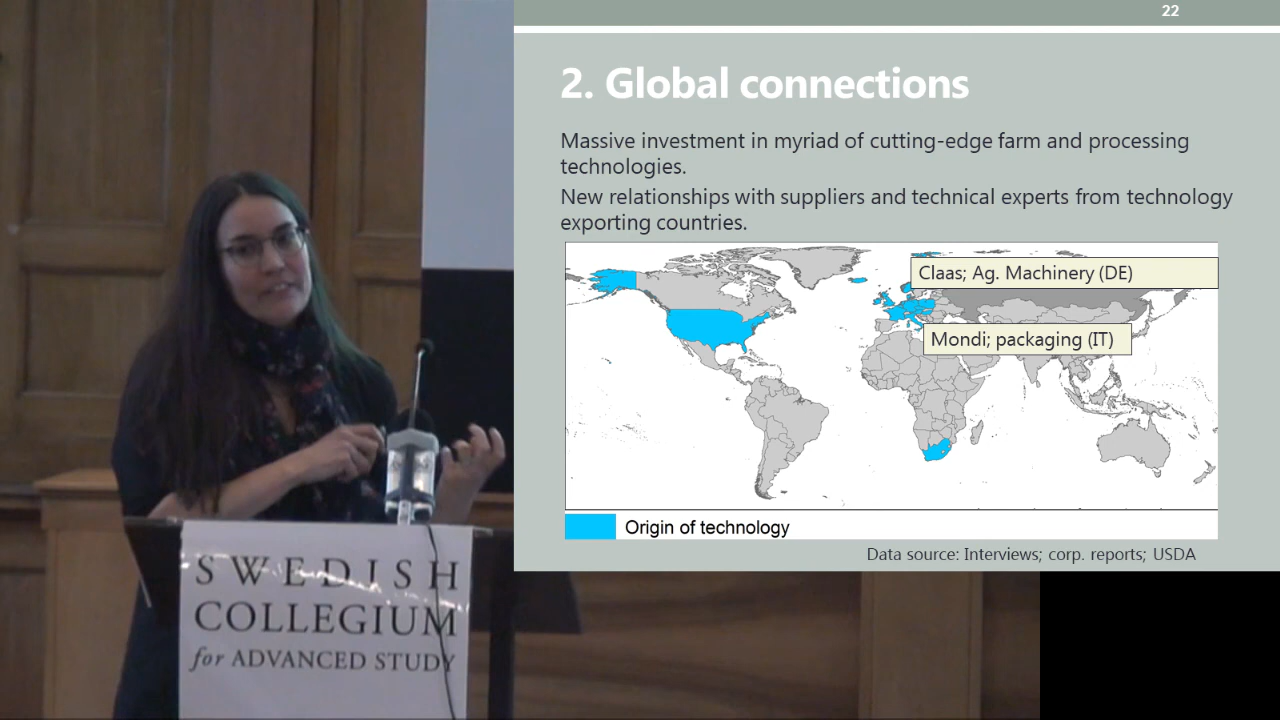 22
2. Global connections
Massive investment in myriad of cutting-edge farm and processing
technologies.
New relationships with suppliers and technical experts from technology
exporting countries.
Claas; Ag. Machinery (DE)
Mondi; packaging (IT)
Origin of technology
Data source: Interviews; corp. reports; USDA
SWEDISH
COLLEGIUM
for ADVANCED STUDY